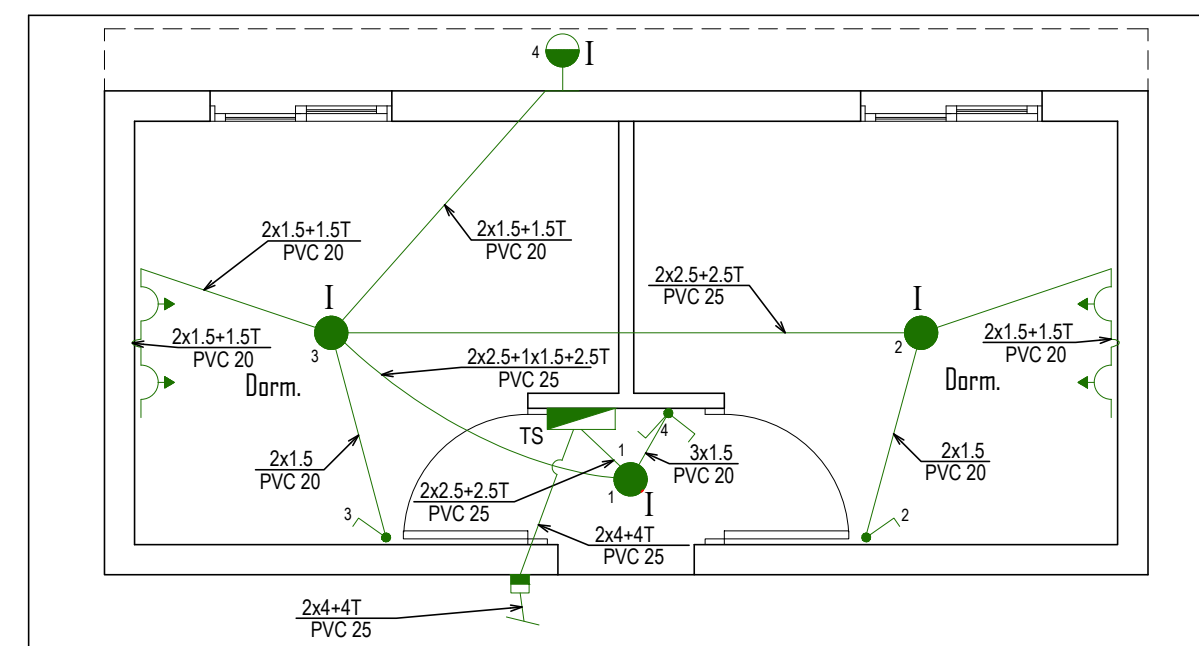 4 I
2x1.5+1.5T
PVC 20
2x1.5+1.5T
PVC 20
2x2.5+2.5T
PVC 25
I
I
3
2
2x1.5+1.5T
PVC 20
2x2.5+1x1.5+2.5T
PVC 25
2x1.5+1.5T
PVC 20
Dorm.
Dorm.
TS
4
1
2x1.5
PVC 20
3x1.5
PVC 20
2x1.5
PVC 20
2x2.5+2.5T
PVC 25
1
I
3
2
2x4+4T
PVC 25
2x4+4T
PVC 25